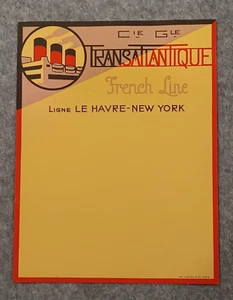 Cie Gle
TRANSATLANTIQUE
French Line
LIGNE LE HAVRE-NEW YORK